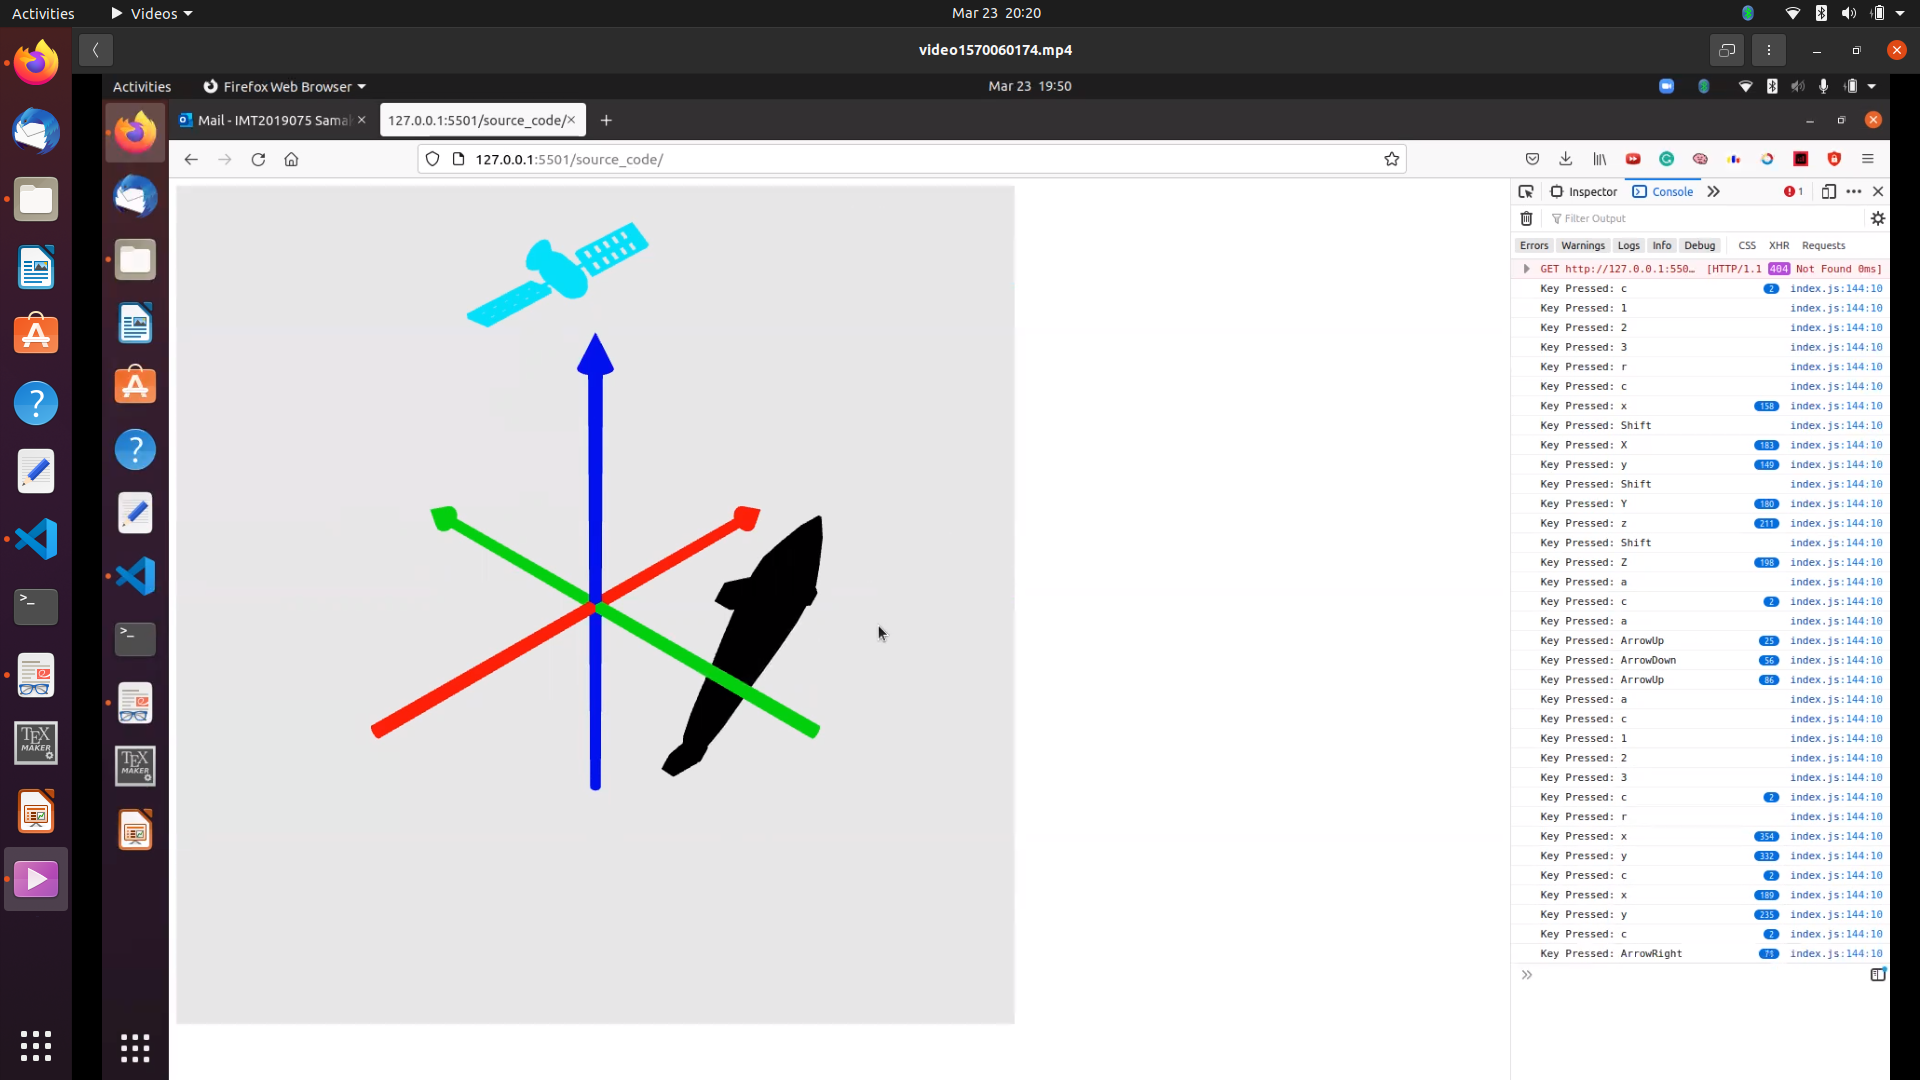 Activities
Videos
Mar 23 20:20
video1570060174.mp4
Activities
Firefox Web Browser
Mar 23 19:50
Mail - IMT2019075 Sama
127.0.0.1:5501/source_code/
127.0.0.1:5501/source_code/
Inspector
Console
1
Filter Output
Errors Warnings Logs Info Debug CSS XHR Requests
GET http://127.0.0.1:550… [HTTP/1.1 404 Not Found 0ms]
Key Pressed: c 2 index.js:144:10
Key Pressed: 1 index.js:144:10
Key Pressed: 2 index.js:144:10
Key Pressed: 3 index.js:144:10
Key Pressed: r index.js:144:10
Key Pressed: c index.js:144:10
Key Pressed: x 158 index.js:144:10
Key Pressed: Shift index.js:144:10
Key Pressed: X 183 index.js:144:10
Key Pressed: y 149 index.js:144:10
Key Pressed: Shift index.js:144:10
Key Pressed: Y 180 index.js:144:10
Key Pressed: z 211 index.js:144:10
Key Pressed: Shift index.js:144:10
Key Pressed: Z 198 index.js:144:10
Key Pressed: a index.js:144:10
Key Pressed: c 2 index.js:144:10
Key Pressed: a index.js:144:10
Key Pressed: ArrowUp 25 index.js:144:10
Key Pressed: ArrowDown 56 index.js:144:10
Key Pressed: ArrowUp 86 index.js:144:10
Key Pressed: a index.js:144:10
Key Pressed: c index.js:144:10
Key Pressed: 1 index.js:144:10
Key Pressed: 2 index.js:144:10
Key Pressed: 3 index.js:144:10
Key Pressed: c 2 index.js:144:10
Key Pressed: r index.js:144:10
Key Pressed: x 354 index.js:144:10
Key Pressed: y 332 index.js:144:10
Key Pressed: c 2 index.js:144:10
Key Pressed: x 189 index.js:144:10
Key Pressed: y 235 index.js:144:10
Key Pressed: c 2 index.js:144:10
Key Pressed: ArrowRight 71 index.js:144:10
TEX
MAKER
TEX
MAKER